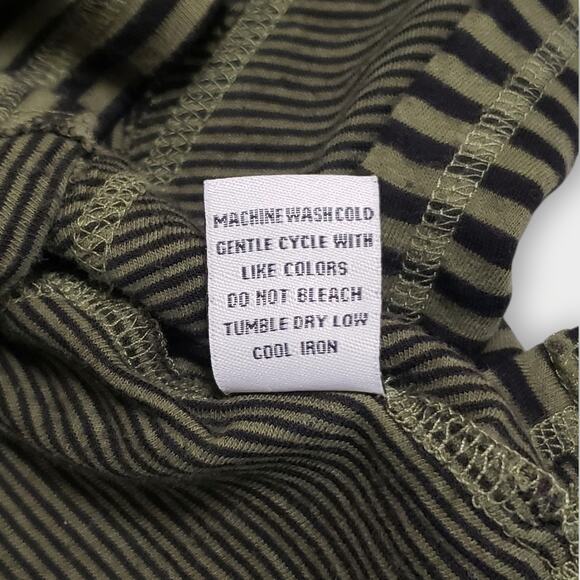 MACHINE WASH COLD
GENTLE CYCLE WITH
LIKE COLORS
DO NOT BLEACH
TUMBLE DRY LOW
COOL IRON